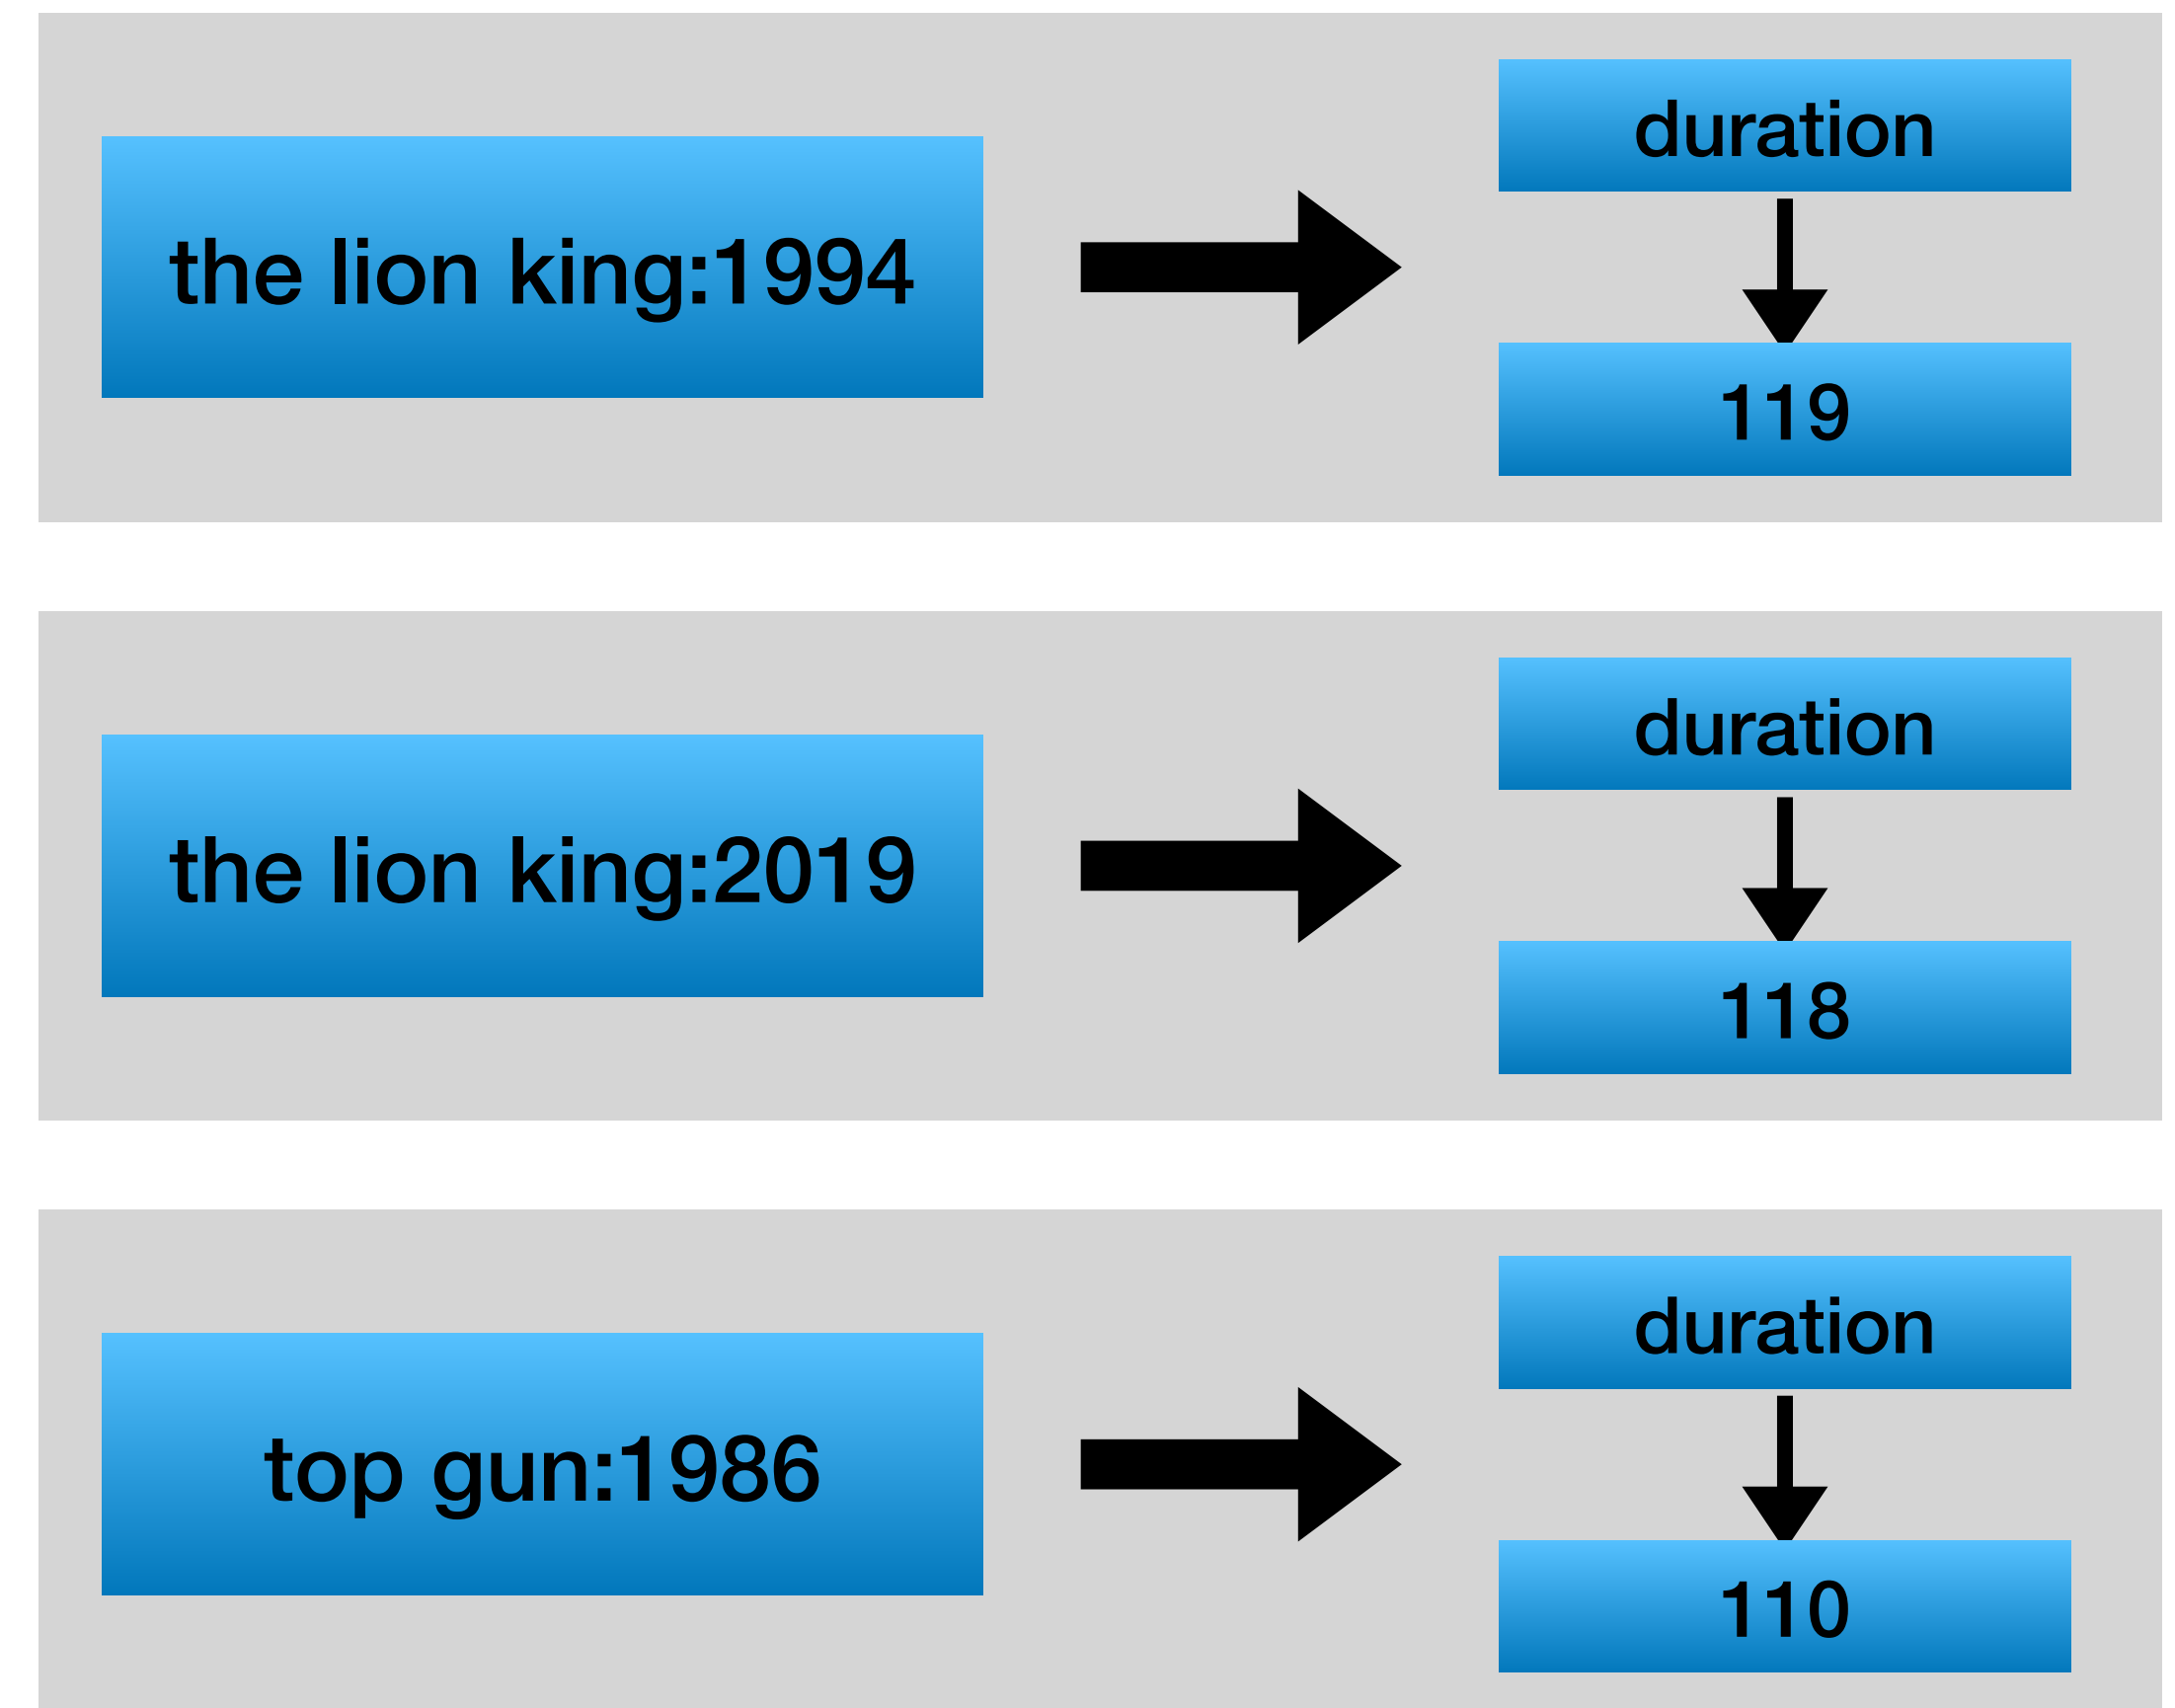 duration
the lion king:1994
119
duration
the lion king:2019
118
duration
top gun:1986
110